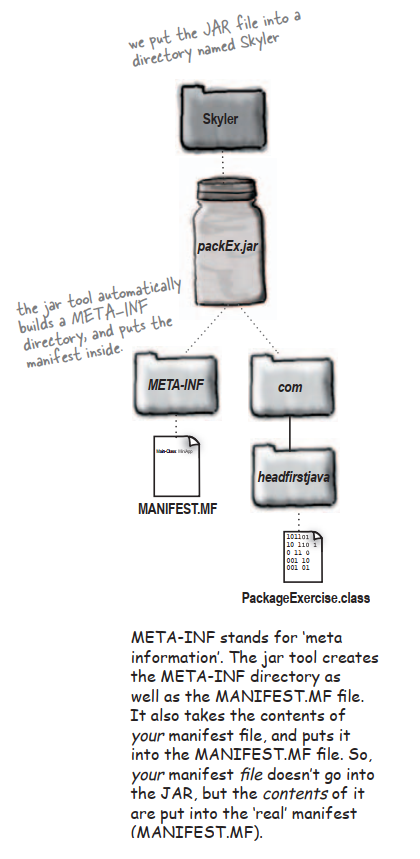 we put the JAR file into a
directory named Skyler
Skyler
packEx.jar
the jar tool automatically
builds a META-INF
directory, and puts the
manifest inside.
META-INF
com
Main-Class: MiniApp
MANIFEST.MF
headfirstjava
101101
10 110 1
0 11 0
001 10
001 01
PackageExercise.class
META-INF stands for ‘meta
information’. The jar tool creates
the META-INF directory as
well as the MANIFEST.MF file.
It also takes the contents of
your manifest file, and puts it
into the MANIFEST.MF file. So,
your manifest file doesn’t go into
the JAR, but the contents of it
are put into the ‘real’ manifest
(MANIFEST.MF).